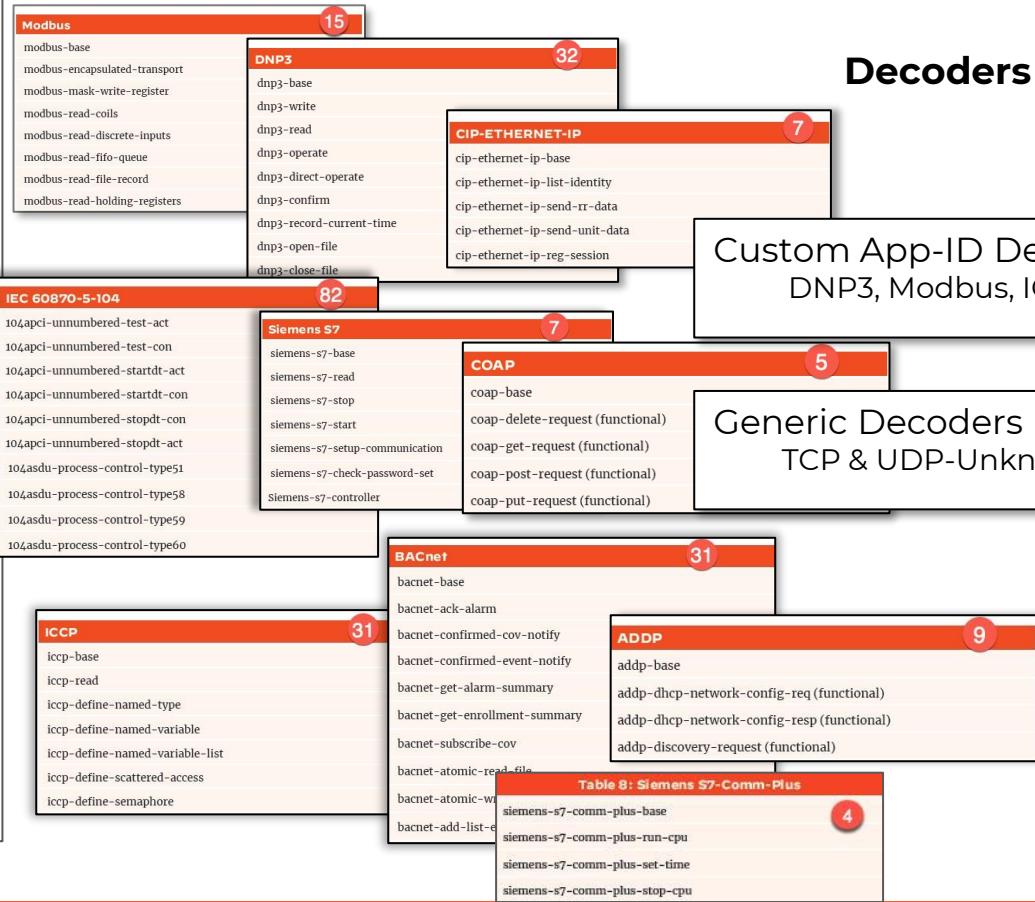 Modbus 15
modbus-base
modbus-encapsulated-transport
modbus-mask-write-register
modbus-read-coils
modbus-read-discrete-inputs
modbus-read-fifo-queue
modbus-read-file-record
modbus-read-holding-registers
DNP3 32
dnp3-base
dnp3-write
dnp3-read
dnp3-operate
dnp3-direct-operate
dnp3-confirm
dnp3-record-current-time
dnp3-open-file
dnp3-close-file
CIP-ETHERNET-IP 7
cip-ethernet-ip-base
cip-ethernet-ip-list-identity
cip-ethernet-ip-send-rr-data
cip-ethernet-ip-send-unit-data
cip-ethernet-ip-reg-session
Decoders
Custom App-ID De
DNP3, Modbus, I
IEC 60870-5-104 82
104apci-unnumbered-test-act
104apci-unnumbered-test-con
104apci-unnumbered-startdt-act
104apci-unnumbered-startdt-con
104apci-unnumbered-stopdt-con
104apci-unnumbered-stopdt-act
104asdu-process-control-type51
104asdu-process-control-type58
104asdu-process-control-type59
104asdu-process-control-type60
Siemens S7 7
siemens-s7-base
siemens-s7-read
siemens-s7-stop
siemens-s7-start
siemens-s7-setup-communication
siemens-s7-check-password-set
Siemens-s7-controller
COAP 5
coap-base
coap-delete-request (functional)
coap-get-request (functional)
coap-post-request (functional)
coap-put-request (functional)
Generic Decoders
TCP & UDP-Unkn
BACnet 31
bacnet-base
bacnet-ack-alarm
bacnet-confirmed-cov-notify
bacnet-confirmed-event-notify
bacnet-get-alarm-summary
bacnet-get-enrollment-summary
bacnet-subscribe-cov
bacnet-atomic-read-file
bacnet-atomic-w
bacnet-add-list-e
ICCP 31
iccp-base
iccp-read
iccp-define-named-type
iccp-define-named-variable
iccp-define-named-variable-list
iccp-define-scattered-access
iccp-define-semaphore
ADDP 9
addp-base
addp-dhcp-network-config-req (functional)
addp-dhcp-network-config-resp (functional)
addp-discovery-request (functional)
Table 8: Siemens S7-Comm-Plus
siemens-s7-comm-plus-base 4
siemens-s7-comm-plus-run-cpu
siemens-s7-comm-plus-set-time
siemens-s7-comm-plus-stop-cpu